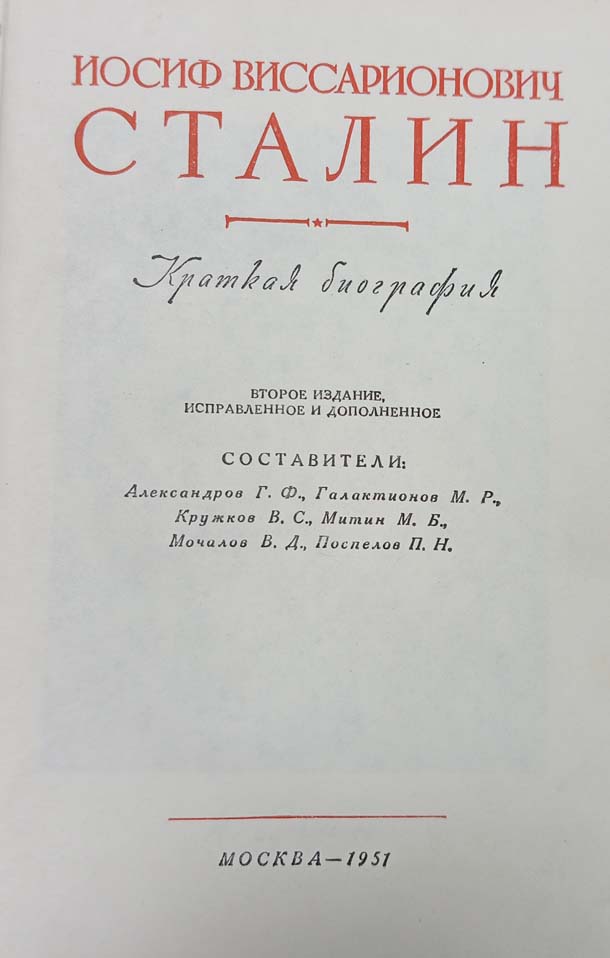 ИОСИФ ВИССАРИОНОВИЧ
СТАЛИН
Краткая биография
ВТОРОЕ ИЗДАНИЕ,
ИСПРАВЛЕННОЕ И ДОПОЛНЕННОЕ
СОСТАВИТЕЛИ:
Александров Г. Ф., Галактионов М. Р.,
Кружков В. С., Митин М. Б.,
Мочалов В. Д., Поспелов П. Н.
МОСКВА—1951